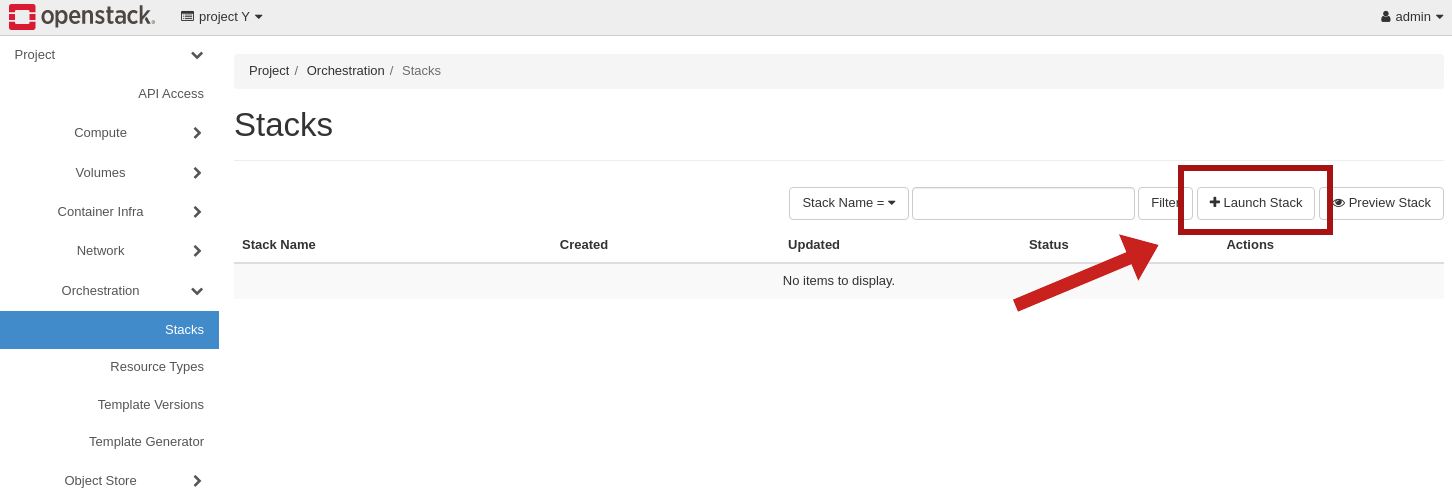 openstack. project Y admin
Project
API Access
Compute
Volumes
Container Infra
Network
Orchestration
Stacks
Resource Types
Template Versions
Template Generator
Object Store
Project / Orchestration / Stacks
Stacks
Stack Name = Filter Launch Stack Preview Stack
Stack Name Created Updated Status Actions
No items to display.